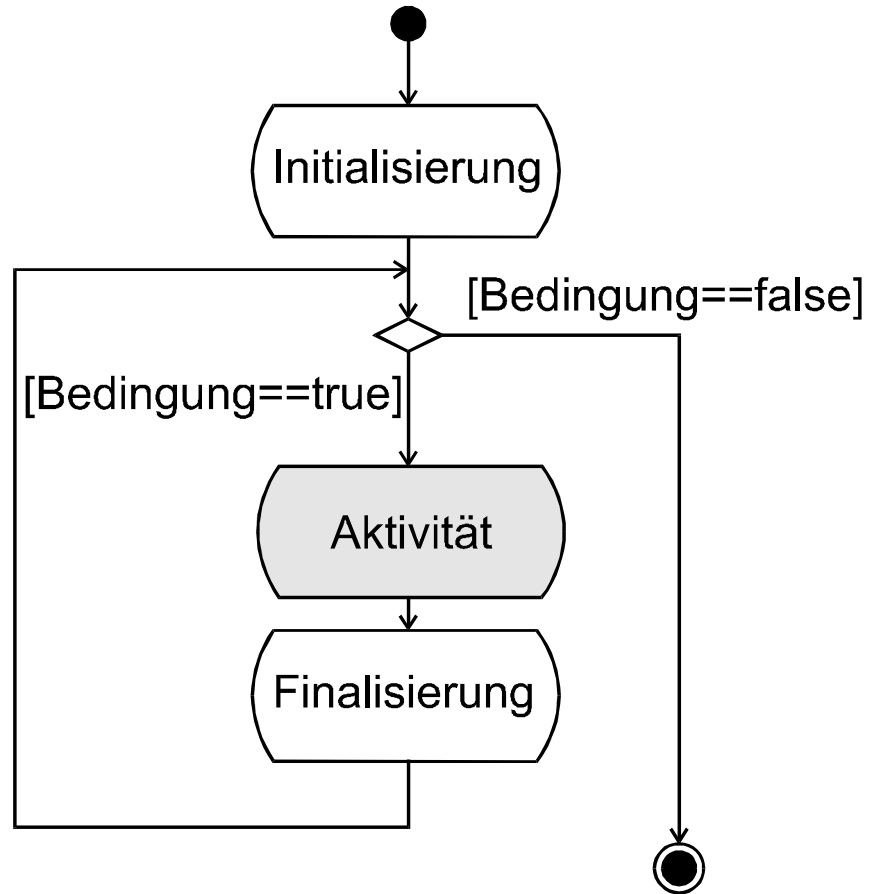 Initialisierung
[Bedingung==false]
[Bedingung==true]
Aktivität
Finalisierung